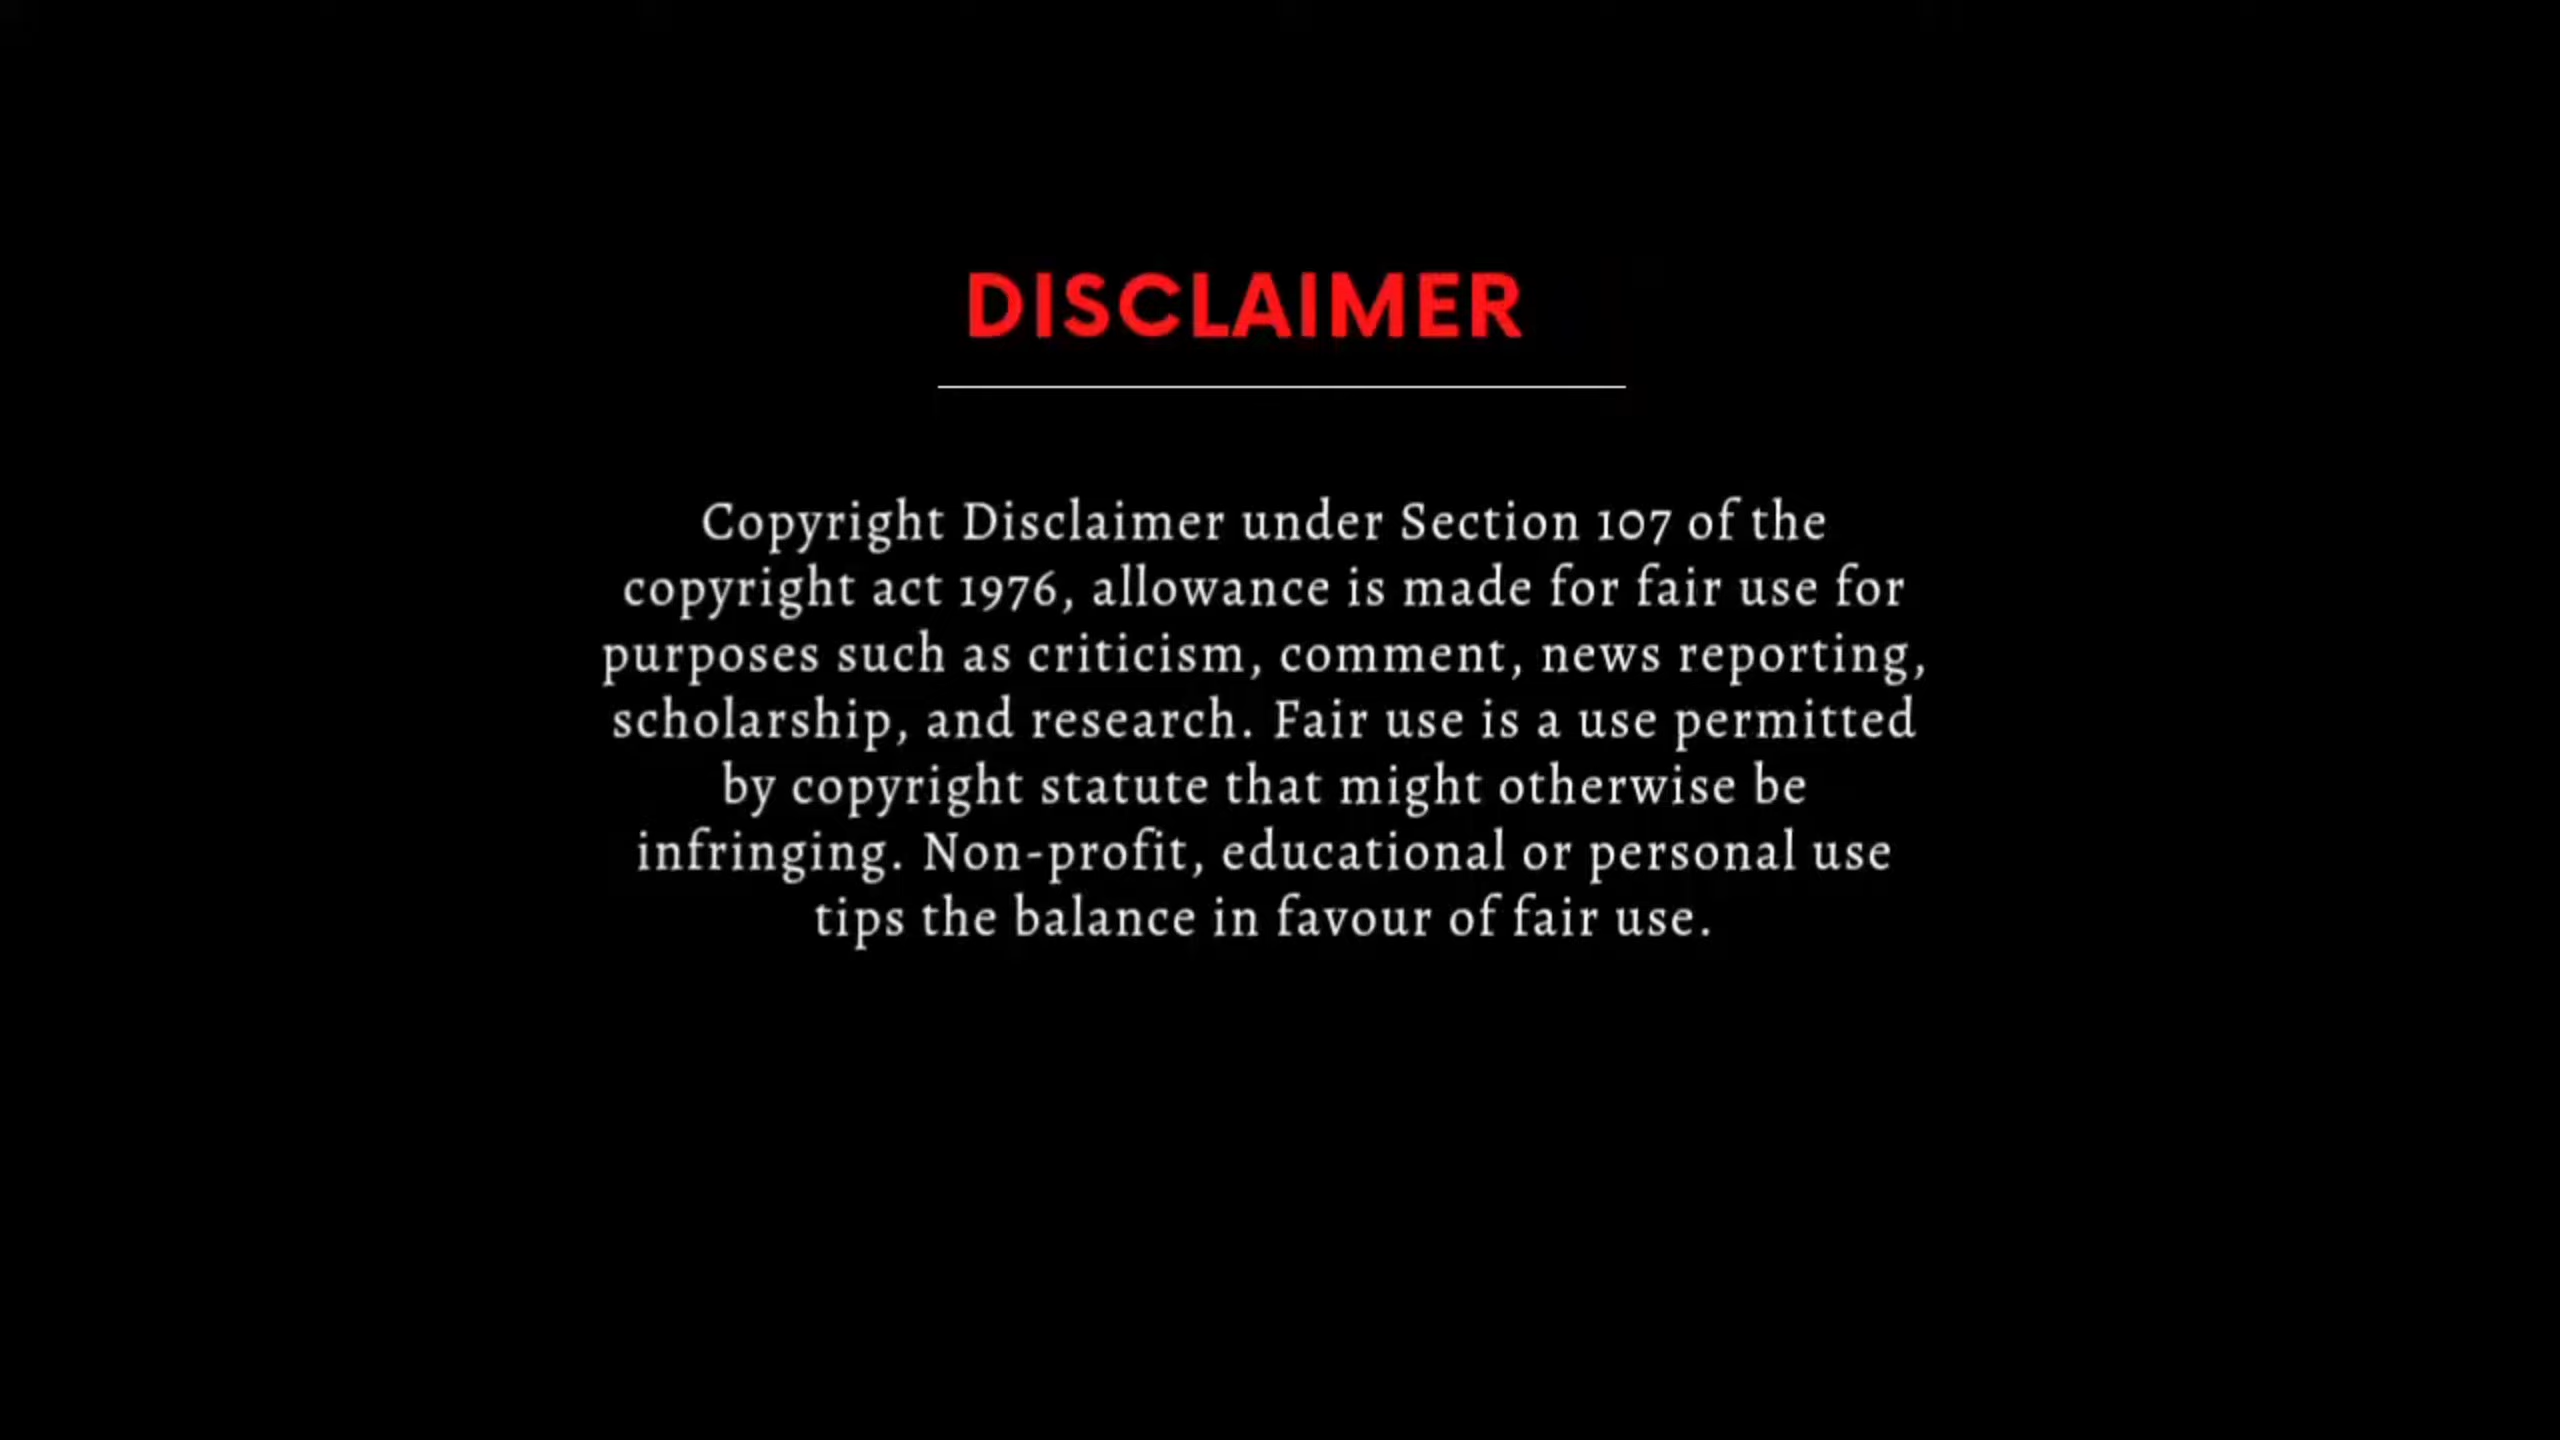 DISCLAIMER
Copyright Disclaimer under Section 107 of the
copyright act 1976, allowance is made for fair use for
purposes such as criticism, comment, news reporting,
scholarship, and research. Fair use is a use permitted
by copyright statute that might otherwise be
infringing. Non-profit, educational or personal use
tips the balance in favour of fair use.